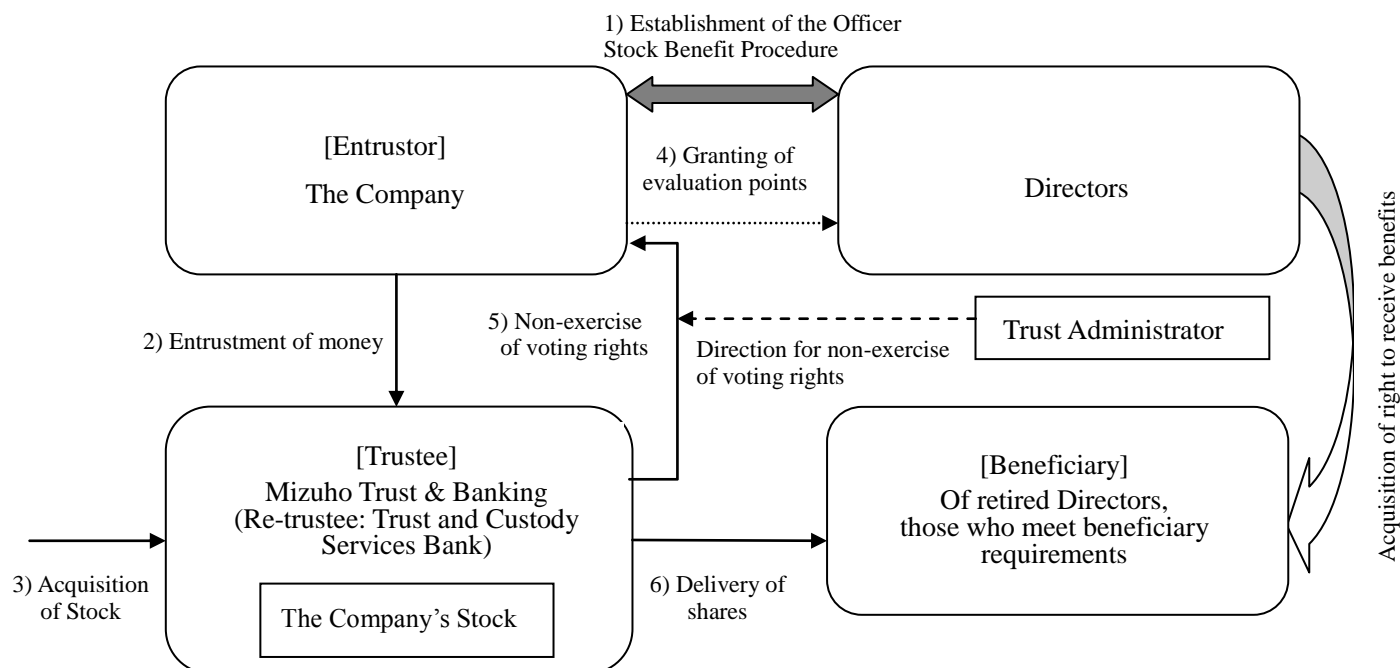 1) Establishment of the Officer
Stock Benefit Procedure
[Entrustor]
The Company
4) Granting of
evaluation points
Directors
2) Entrustment of money
5) Non-exercise
of voting rights
Direction for non-exercise
of voting rights
Trust Administrator
Acquisition of right to receive benefits
[Trustee]
Mizuho Trust & Banking
(Re-trustee: Trust and Custody
Services Bank)
The Company’s Stock
3) Acquisition
of Stock
6) Delivery of
shares
[Beneficiary]
Of retired Directors,
those who meet beneficiary
requirements